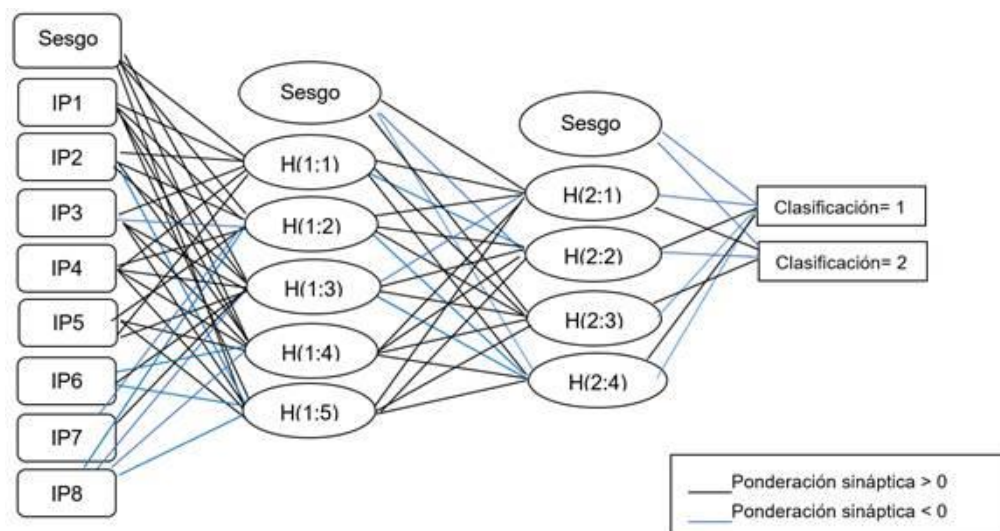 Sesgo
IP1
IP2
IP3
IP4
IP5
IP6
IP7
IP8
Sesgo
H(1:1)
H(1:2)
H(1:3)
H(1:4)
H(1:5)
Sesgo
H(2:1)
H(2:2)
H(2:3)
H(2:4)
Clasificación= 1
Clasificación= 2
Ponderación sináptica > 0
Ponderación sináptica < 0